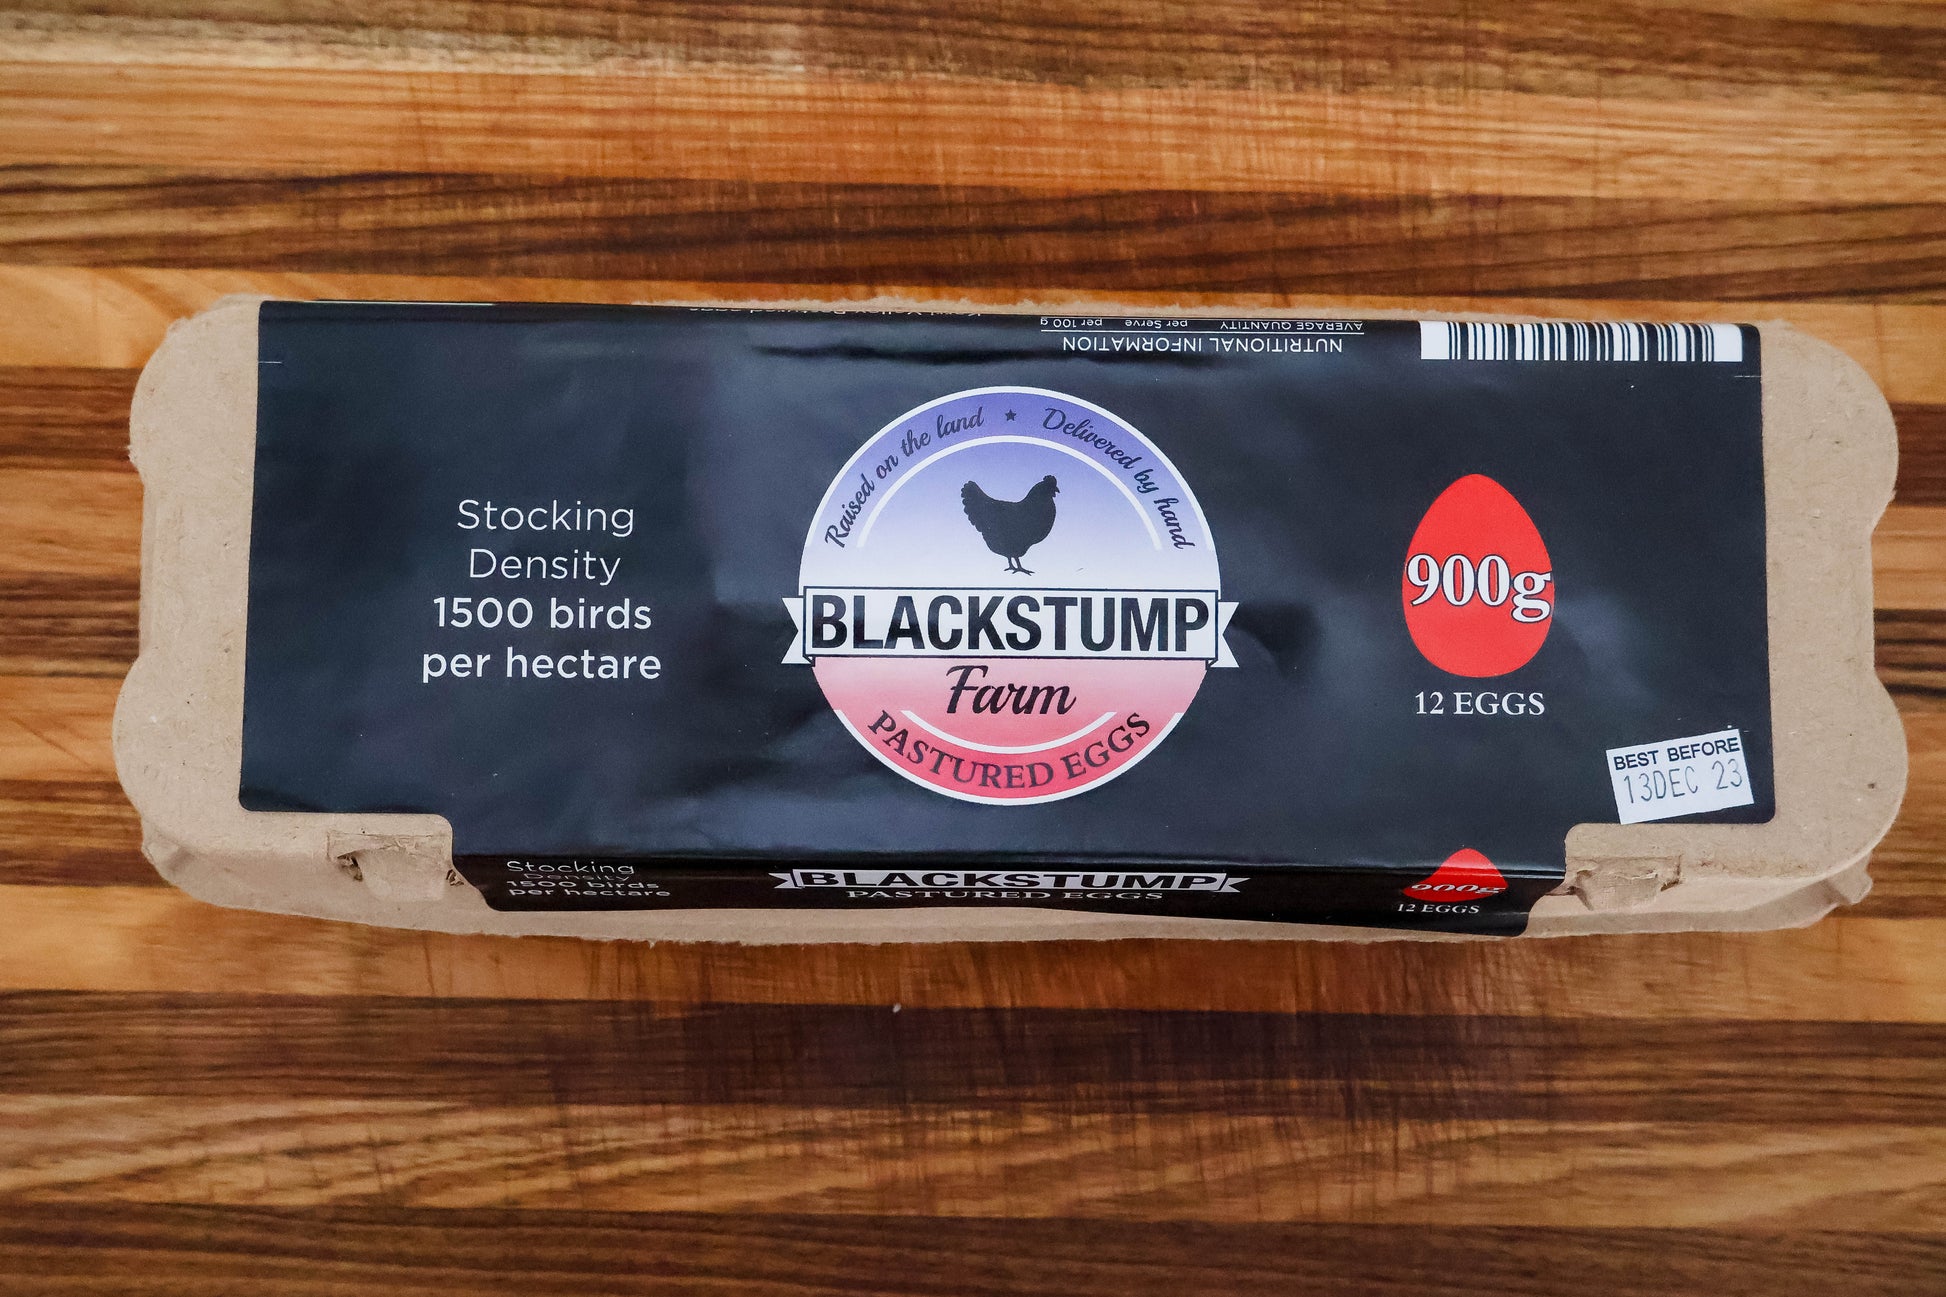 NUTRITIONAL INFORMATION
AVERAGE QUANTITY per Serve per 100 g
Raised on the land ★ Delivered by hand
BLACKSTUMP
Farm
PASTURED EGGS
Stocking
Density
1500 birds
per hectare
900g
12 EGGS
BEST BEFORE
13DEC 23
Stocking
Density
1500 birds
per hectare
BLACKSTUMP
PASTURED EGGS
900g
12 EGGS